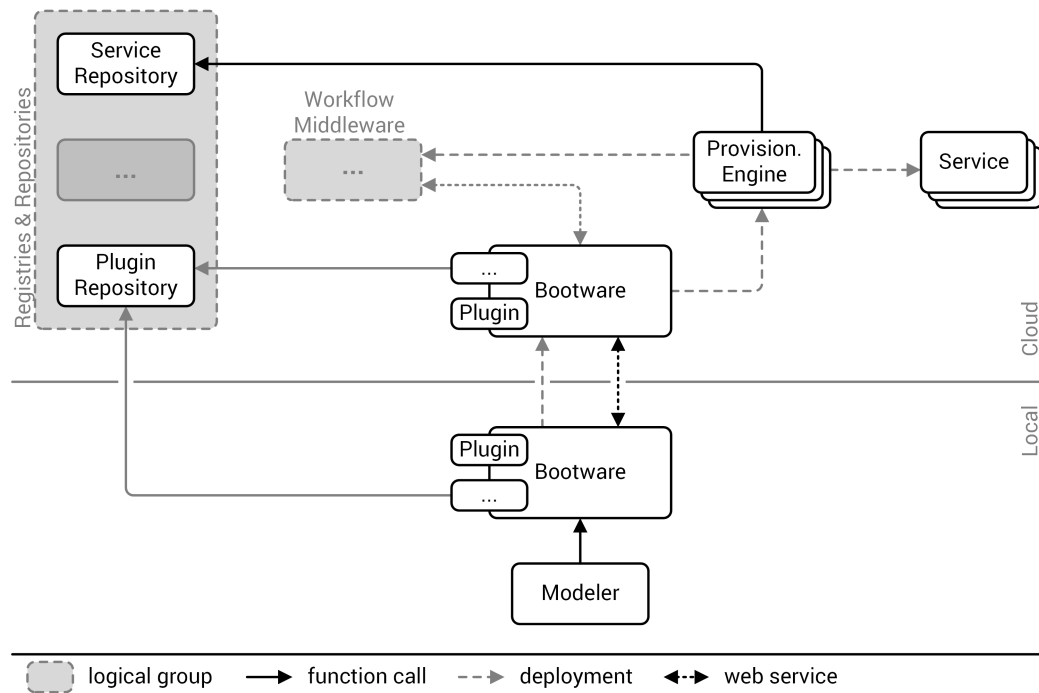 Service
Repository
...
Plugin
Repository
Registries & Repositories
Workflow
Middleware
...
Provision.
Engine
Service
...
Plugin
Bootware
Cloud
Local
Plugin
...
Bootware
Modeler
logical group
function call
deployment
web service